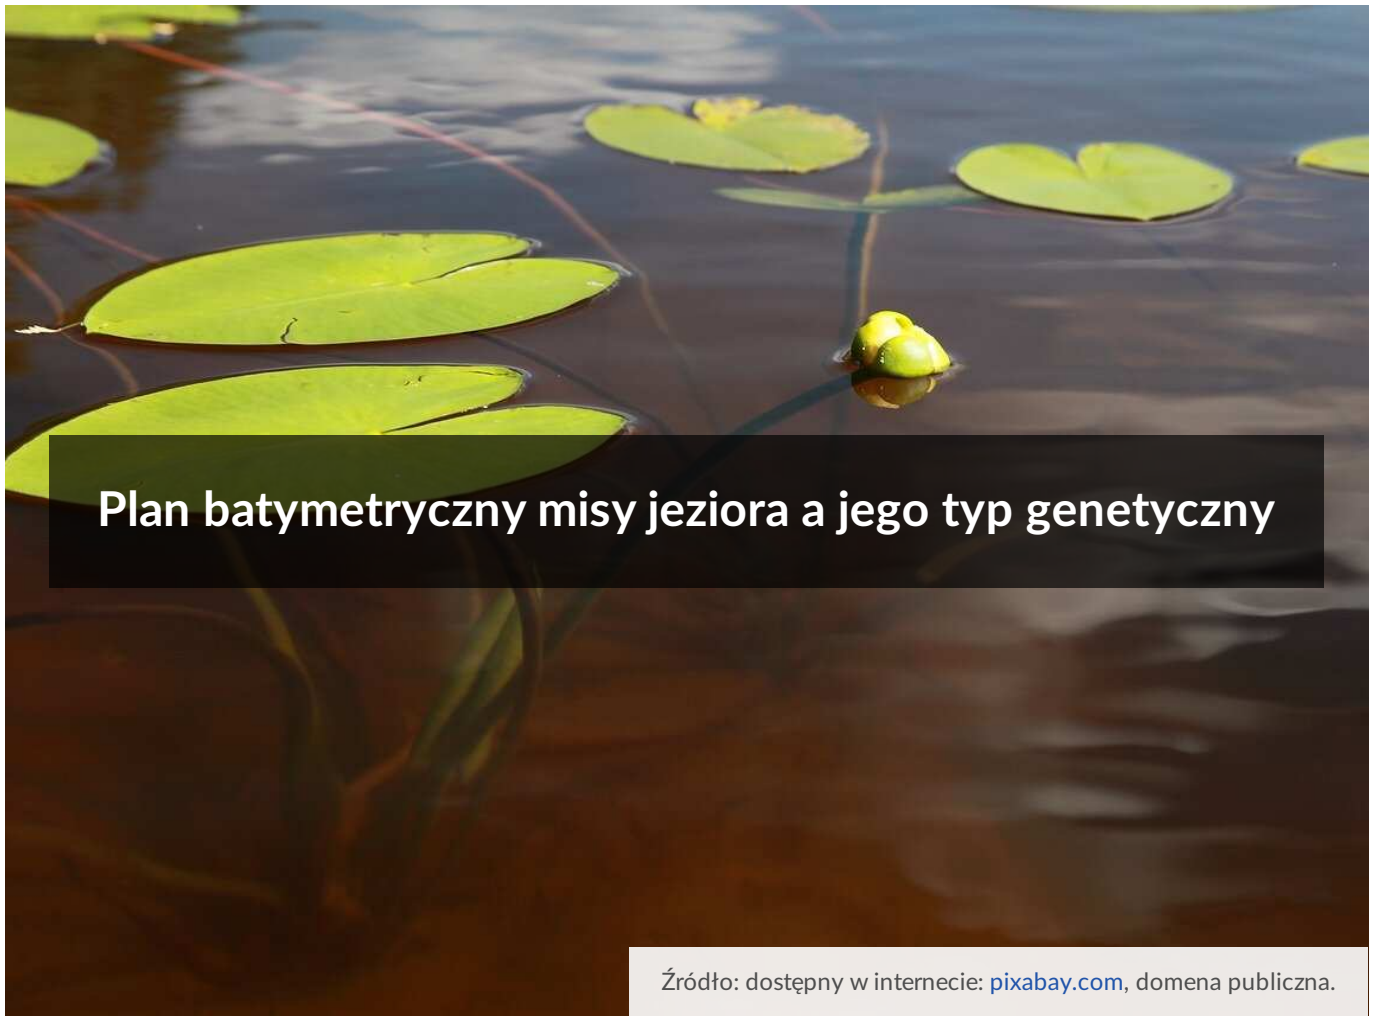 Plan batymetryczny misy jeziora a jego typ genetyczny
Źródło: dostępny w internecie: pixabay.com, domena publiczna.